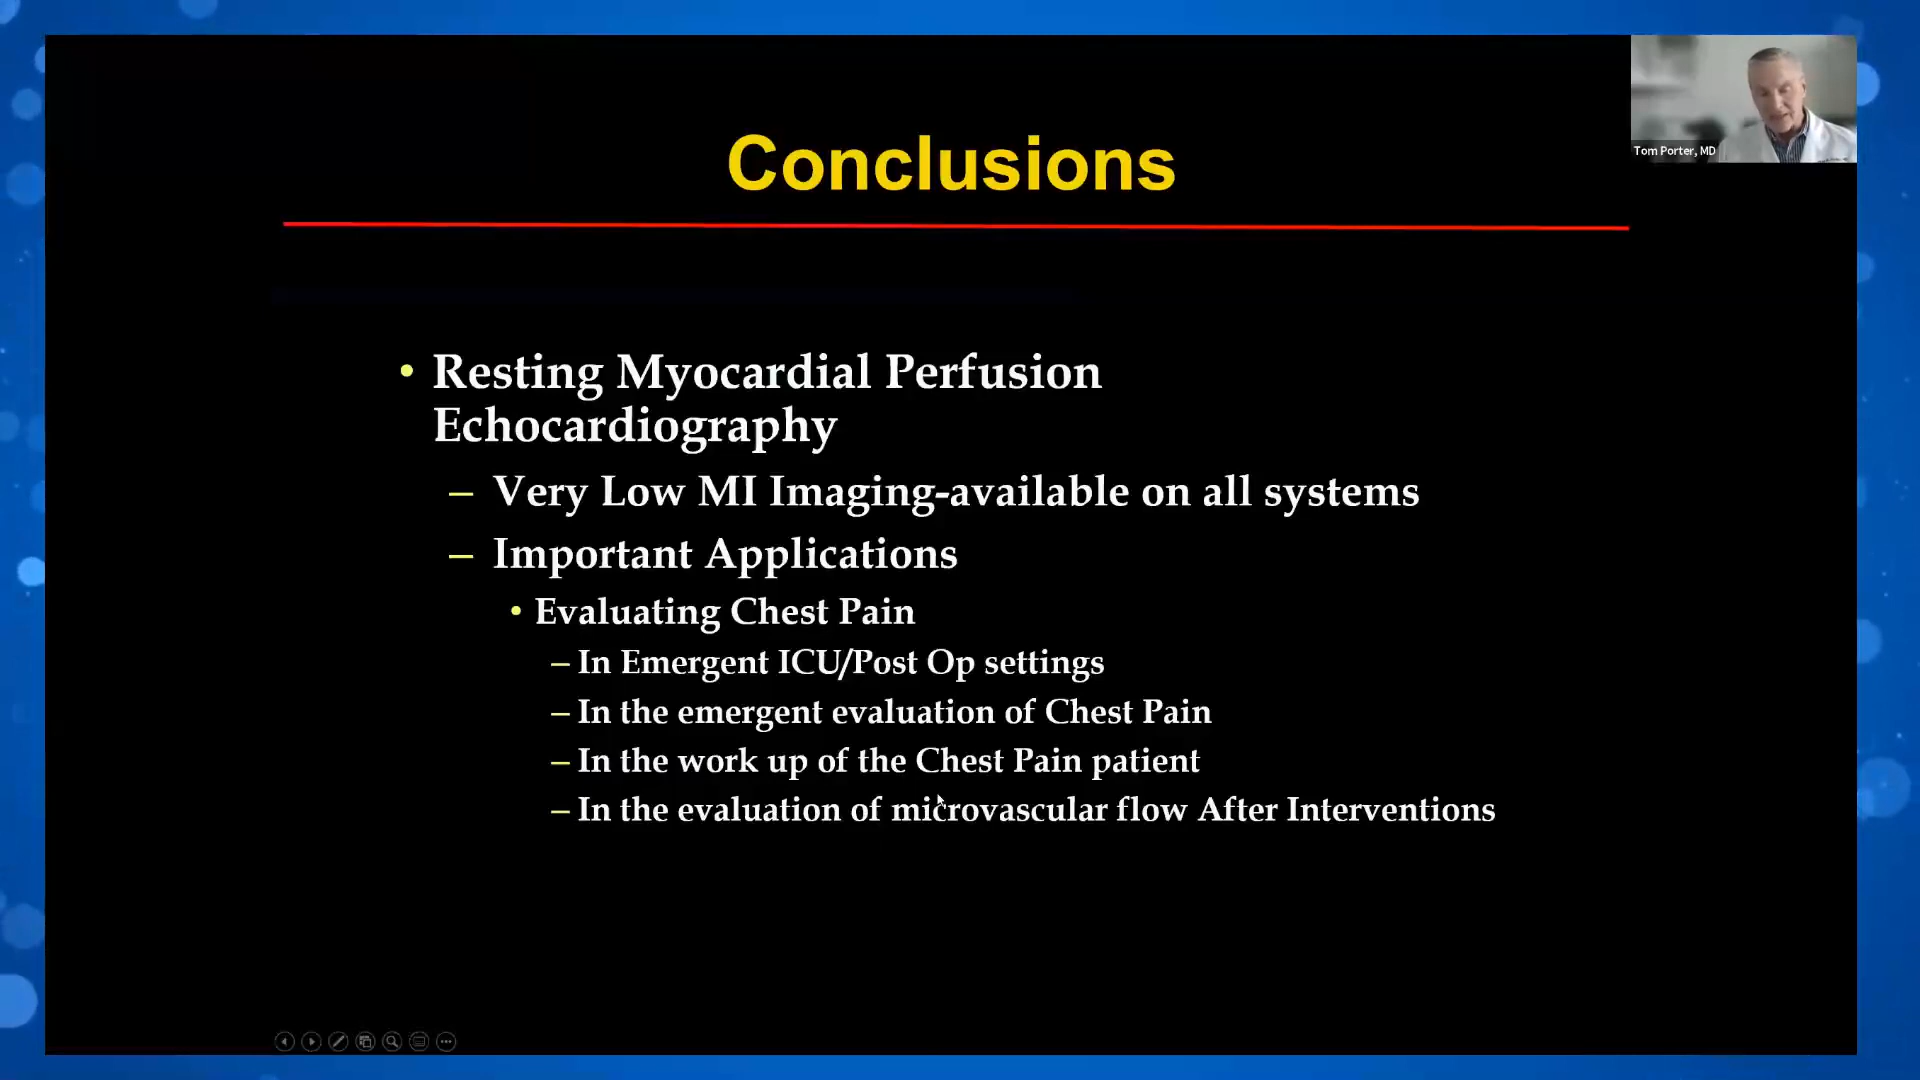 Conclusions
Tom Porter, MD
• Resting Myocardial Perfusion
Echocardiography
– Very Low MI Imaging-available on all systems
– Important Applications
• Evaluating Chest Pain
– In Emergent ICU/Post Op settings
– In the emergent evaluation of Chest Pain
– In the work up of the Chest Pain patient
– In the evaluation of microvascular flow After Interventions